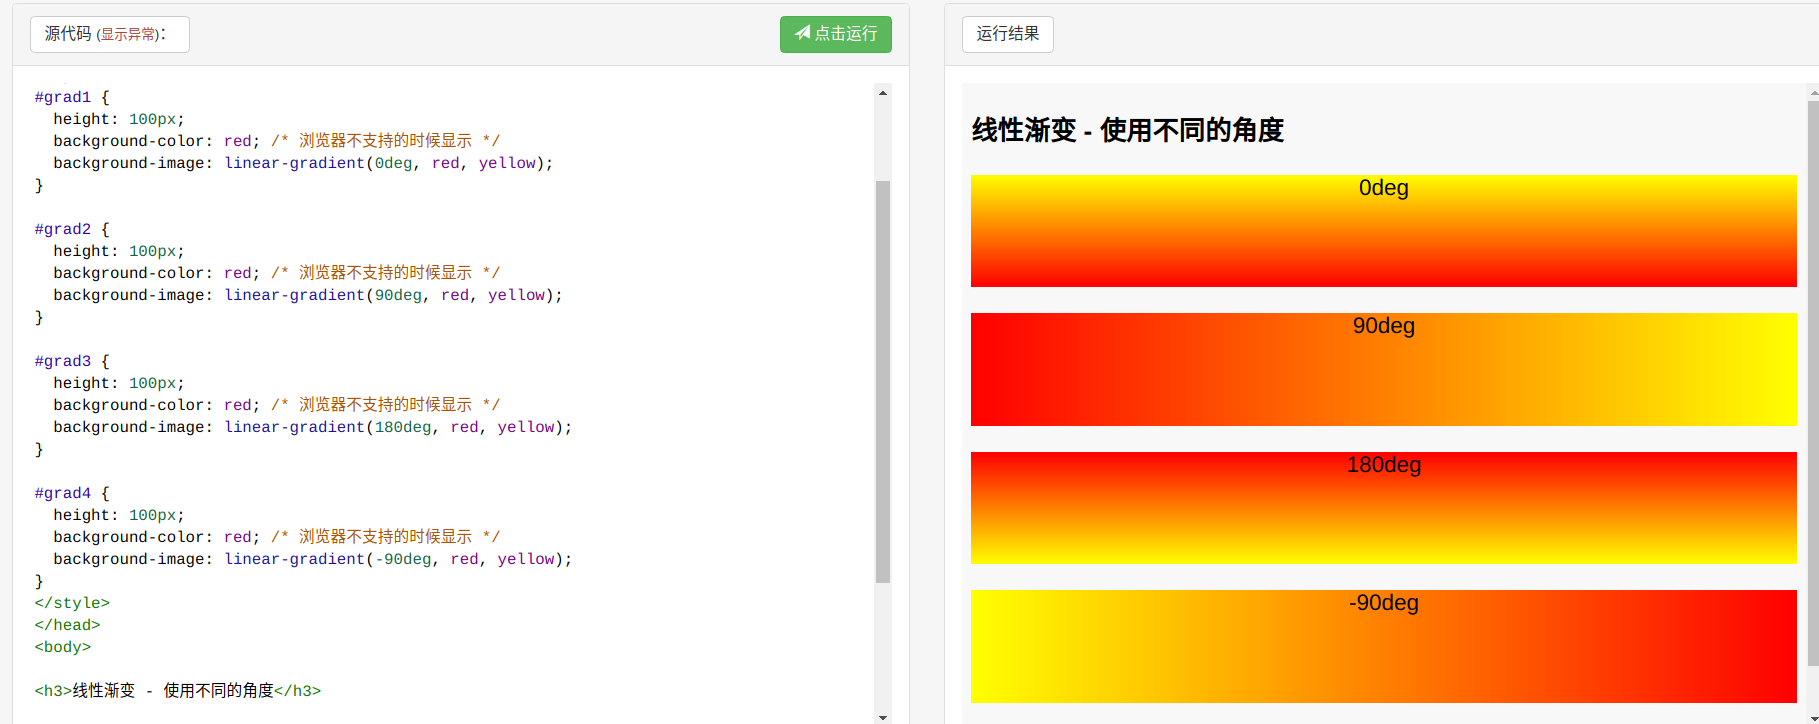 源代码 (显示异常)：
点击运行
#grad1 {
  height: 100px;
  background-color: red; /* 浏览器不支持的时候显示 */
  background-image: linear-gradient(0deg, red, yellow);
}
#grad2 {
  height: 100px;
  background-color: red; /* 浏览器不支持的时候显示 */
  background-image: linear-gradient(90deg, red, yellow);
}
#grad3 {
  height: 100px;
  background-color: red; /* 浏览器不支持的时候显示 */
  background-image: linear-gradient(180deg, red, yellow);
}
#grad4 {
  height: 100px;
  background-color: red; /* 浏览器不支持的时候显示 */
  background-image: linear-gradient(-90deg, red, yellow);
}
</style>
</head>
<body>
<h3>线性渐变 - 使用不同的角度</h3>
运行结果
线性渐变 - 使用不同的角度
0deg
90deg
180deg
-90deg